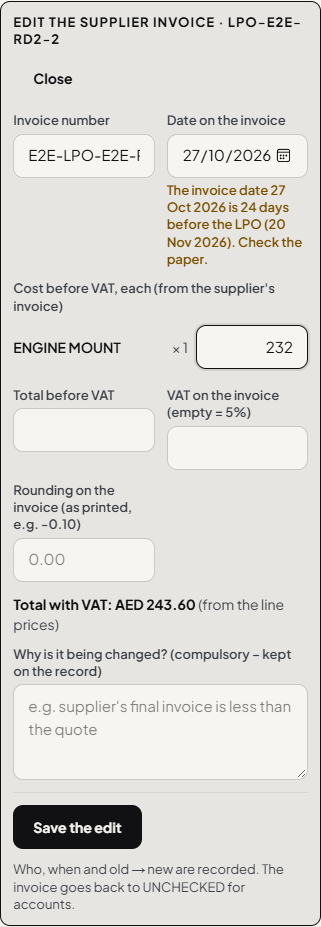 EDIT THE SUPPLIER INVOICE · LPO-E2E-
RD2-2
Close
Invoice number
Date on the invoice
E2E-LPO-E2E-
27/10/2026
The invoice date 27
Oct 2026 is 24 days
before the LPO (20
Nov 2026). Check the
paper.
Cost before VAT, each (from the supplier's
invoice)
ENGINE MOUNT × 1 232
Total before VAT
VAT on the invoice
(empty = 5%)
Rounding on the
invoice (as printed,
e.g. -0.10)
0.00
Total with VAT: AED 243.60 (from the line
prices)
Why is it being changed? (compulsory – kept
on the record)
e.g. supplier's final invoice is less than
the quote
Save the edit
Who, when and old → new are recorded. The
invoice goes back to UNCHECKED for
accounts.